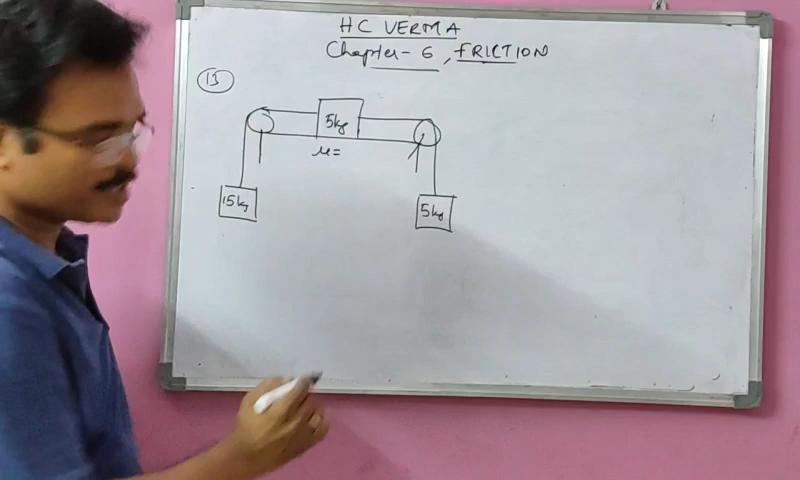 HC VERMA
Chapter - 6, FRICTION
13
5kg
μ=
15kg
5kg